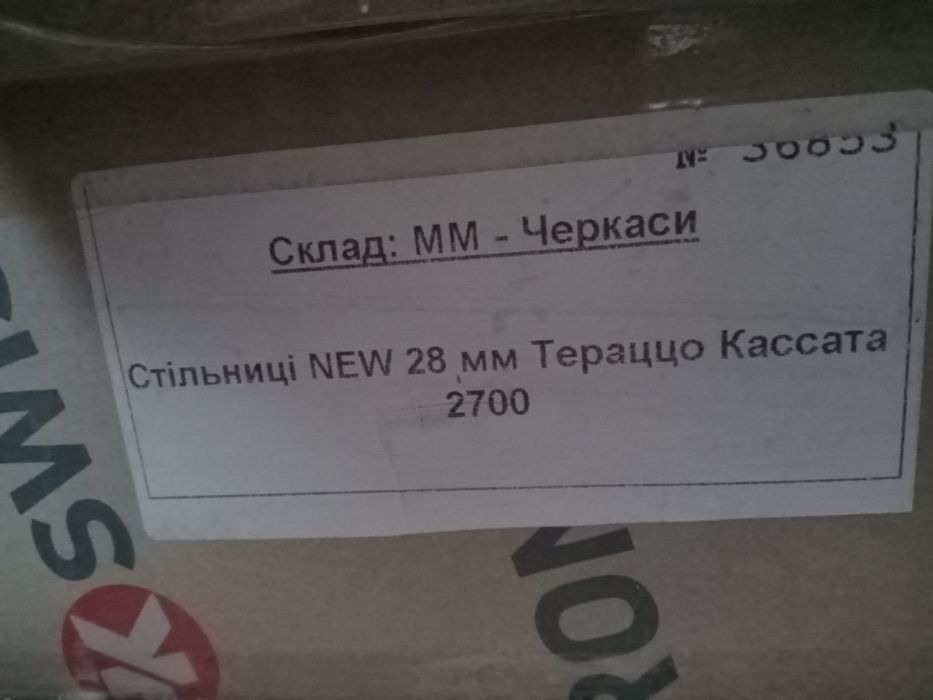 № 36853
Склад: ММ - Черкаси
Стільниці NEW 28 мм Тераццо Кассата
2700